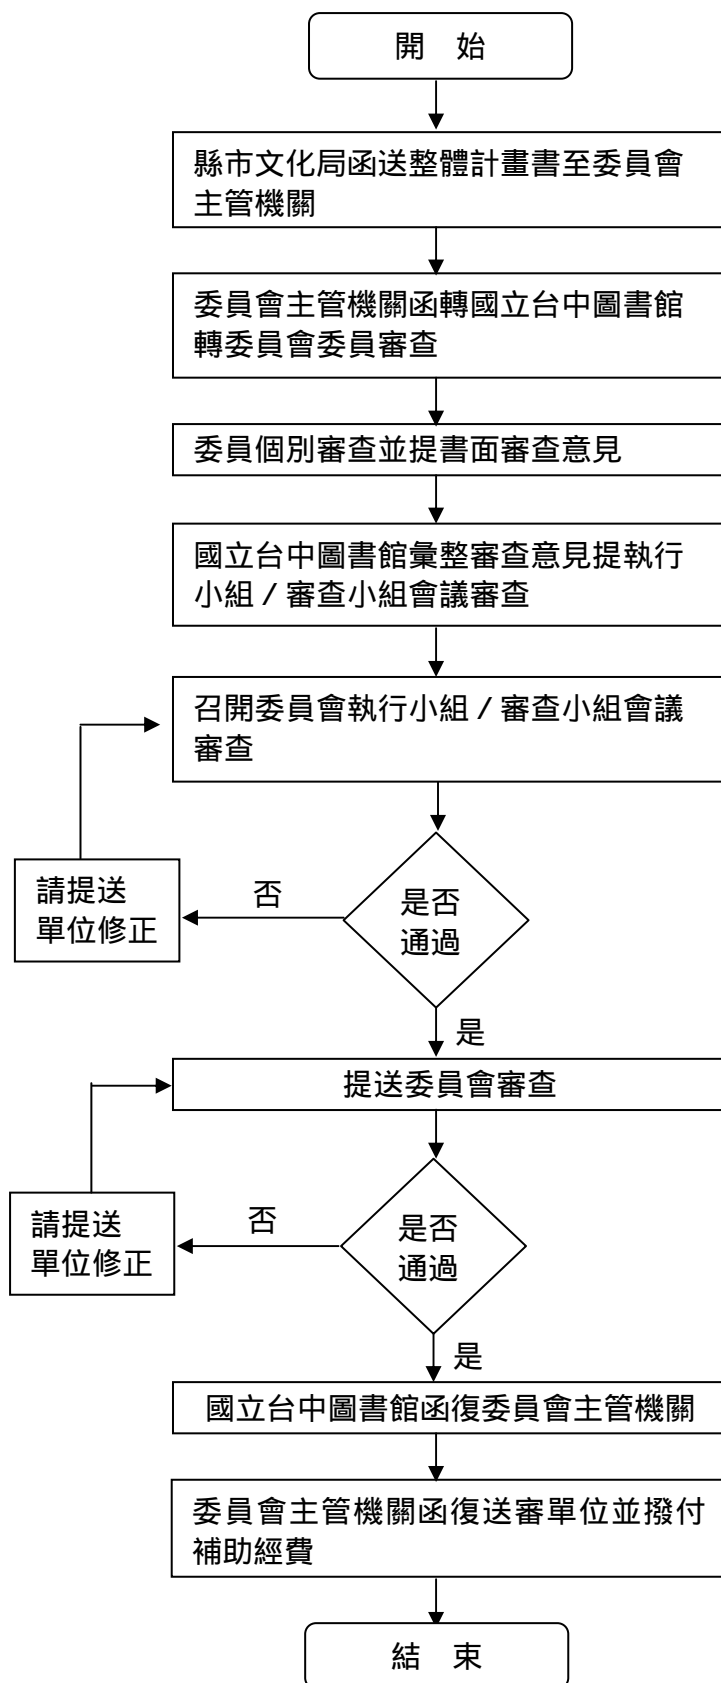 開　始
縣市文化局函送整體計畫書至委員會
主管機關
委員會主管機關函轉國立台中圖書館
轉委員會委員審查
委員個別審查並提書面審查意見
國立台中圖書館彙整審查意見提執行
小組 / 審查小組會議審查
召開委員會執行小組 / 審查小組會議
審查
請提送
單位修正
否
是否
通過
是
提送委員會審查
請提送
單位修正
否
是否
通過
是
國立台中圖書館函復委員會主管機關
委員會主管機關函復送審單位並撥付
補助經費
結　束